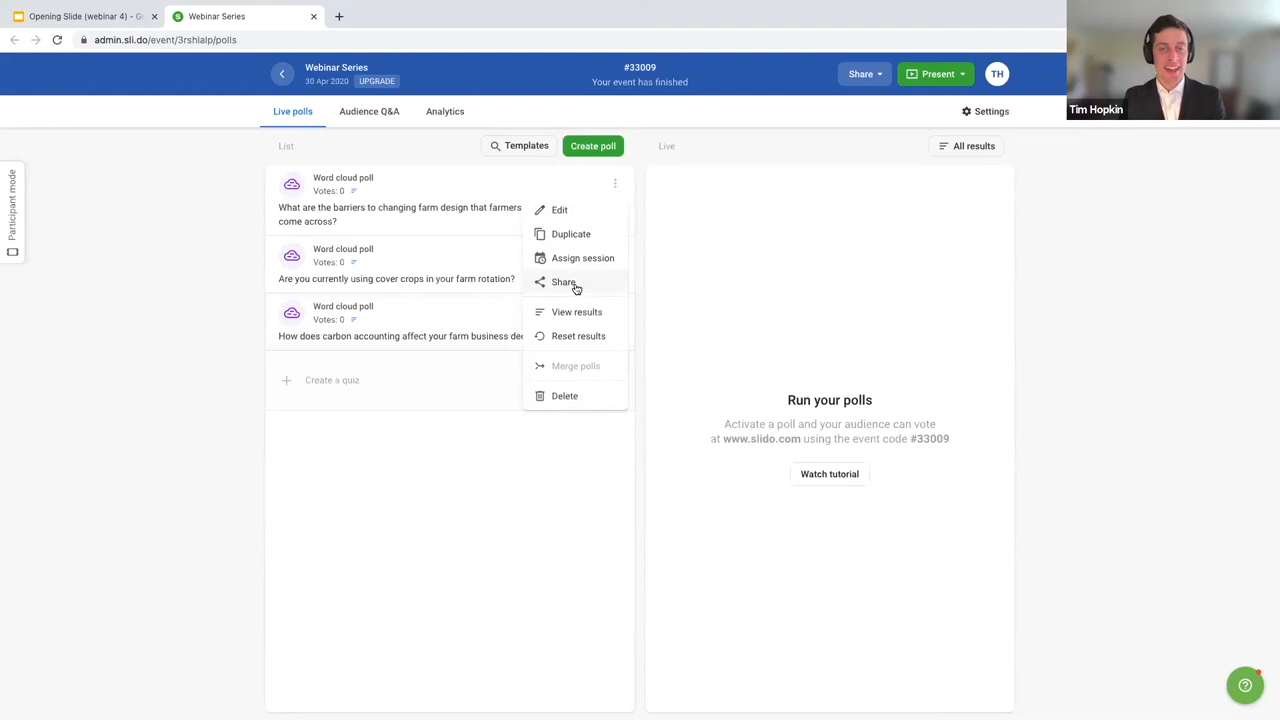 Opening Slide (webinar 4) - G
Webinar Series
admin.sli.do/event/3rshlalp/polls
Webinar Series
30 Apr 2020 UPGRADE
#33009
Your event has finished
Share
Present
TH
Tim Hopkin
Live polls
Audience Q&A
Analytics
Settings
Participant mode
List
Templates
Create poll
Live
All results
Word cloud poll
Votes: 0
What are the barriers to changing farm design that farmers
come across?
Word cloud poll
Votes: 0
Are you currently using cover crops in your farm rotation?
Word cloud poll
Votes: 0
How does carbon accounting affect your farm business de
Create a quiz
Edit
Duplicate
Assign session
Share
View results
Reset results
Merge polls
Delete
Run your polls
Activate a poll and your audience can vote
at www.slido.com using the event code #33009
Watch tutorial